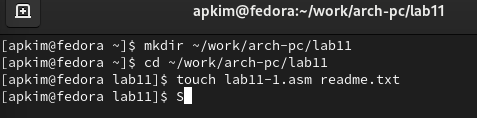 apkim@fedora:~/work/arch-pc/lab11
[apkim@fedora ~]$ mkdir ~/work/arch-pc/lab11
[apkim@fedora ~]$ cd ~/work/arch-pc/lab11
[apkim@fedora lab11]$ touch lab11-1.asm readme.txt
[apkim@fedora lab11]$ S